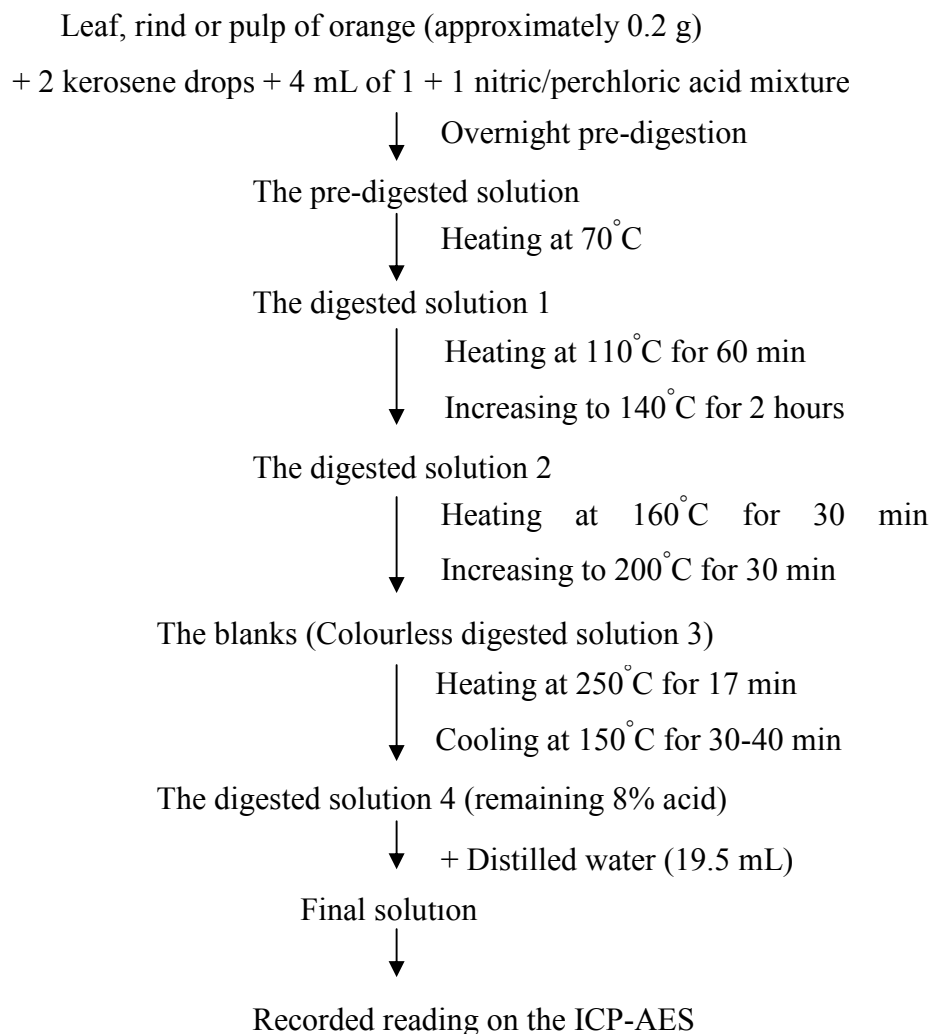 Leaf, rind or pulp of orange (approximately 0.2 g)
+ 2 kerosene drops + 4 mL of 1 + 1 nitric/perchloric acid mixture
Overnight pre-digestion
The pre-digested solution
Heating at 70°C
The digested solution 1
Heating at 110°C for 60 min
Increasing to 140°C for 2 hours
The digested solution 2
Heating at 160°C for 30 min
Increasing to 200°C for 30 min
The blanks (Colourless digested solution 3)
Heating at 250°C for 17 min
Cooling at 150°C for 30-40 min
The digested solution 4 (remaining 8% acid)
+ Distilled water (19.5 mL)
Final solution
Recorded reading on the ICP-AES